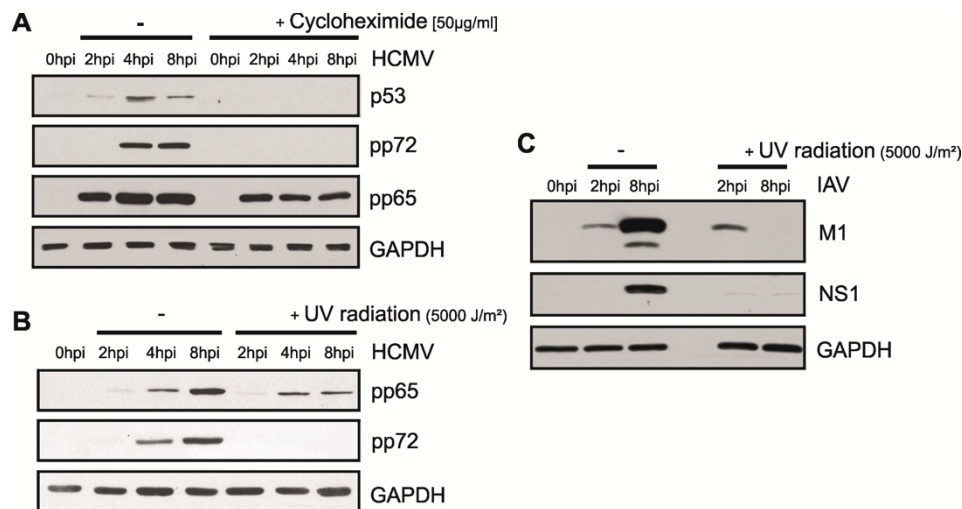 A
- + Cycloheximide [50µg/ml]
0hpi 2hpi 4hpi 8hpi 0hpi 2hpi 4hpi 8hpi HCMV
p53
pp72
pp65
GAPDH
B
- + UV radiation (5000 J/m²)
0hpi 2hpi 4hpi 8hpi 2hpi 4hpi 8hpi HCMV
pp65
pp72
GAPDH
C
- + UV radiation (5000 J/m²)
0hpi 2hpi 8hpi 2hpi 8hpi IAV
M1
NS1
GAPDH